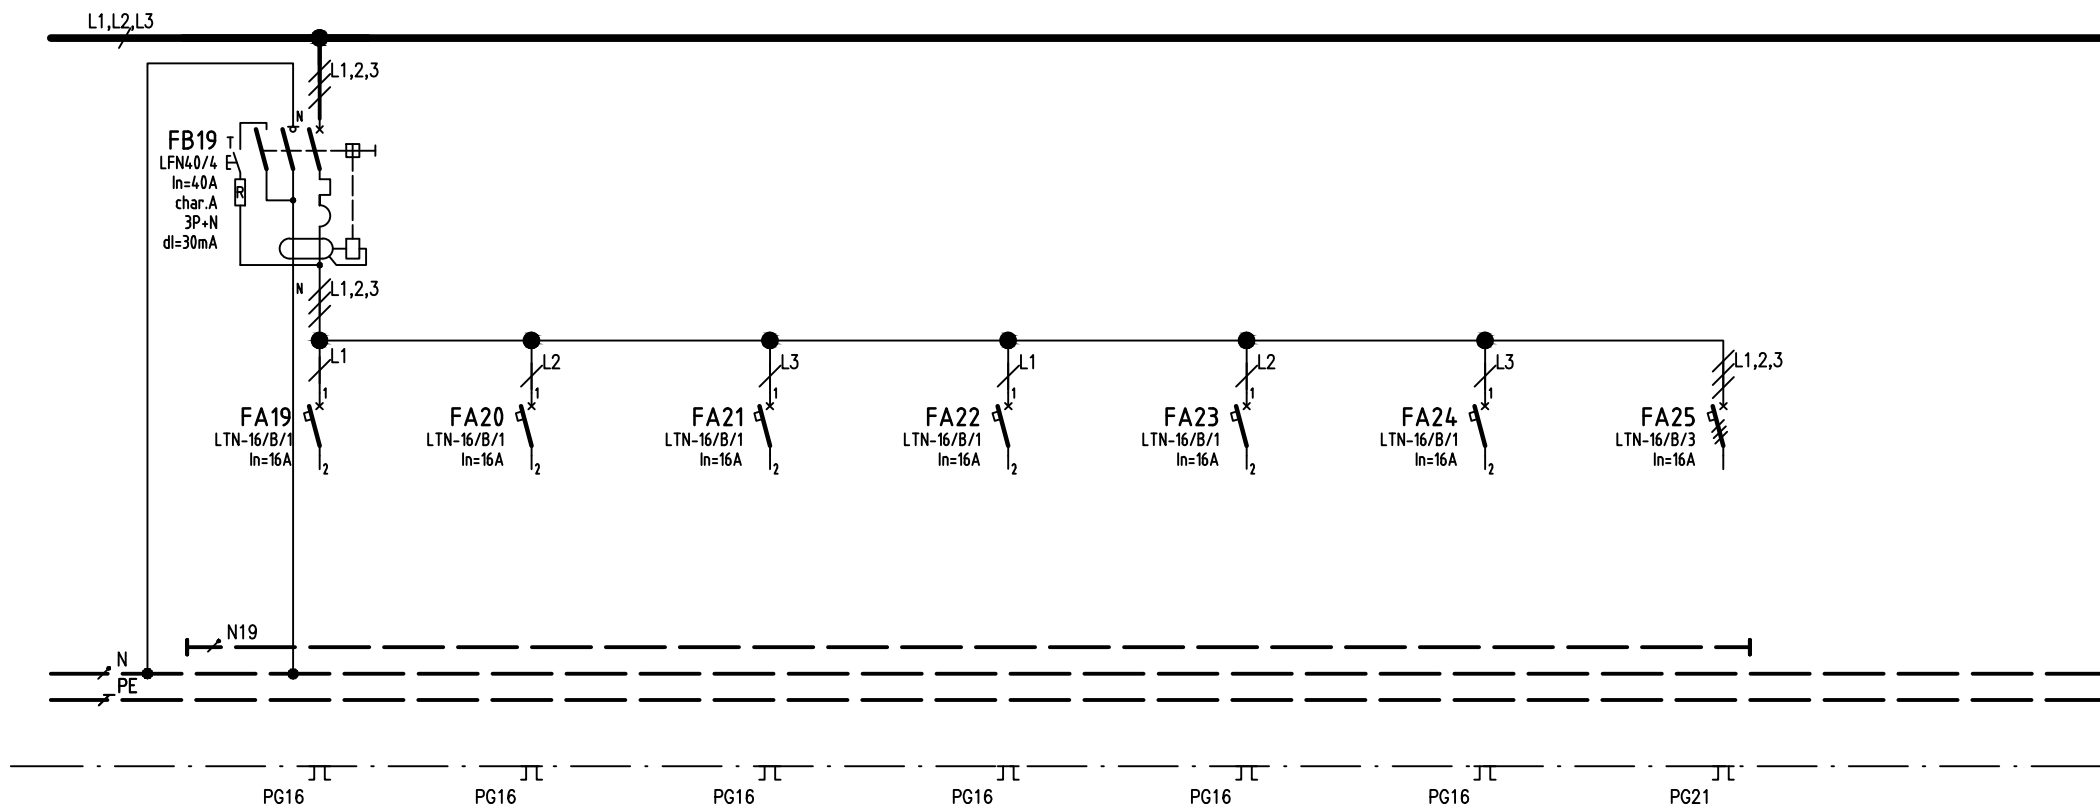 L1,L2,L3
L1,2,3
N
FB19
LFN40/4
In=40A
char.A
3P+N
dI=30mA
T
E
R
N
L1,2,3
L1
L2
L3
L1
L2
L3
L1,2,3
1
1
1
1
1
1
FA19
LTN-16/B/1
In=16A
2
FA20
LTN-16/B/1
In=16A
2
FA21
LTN-16/B/1
In=16A
2
FA22
LTN-16/B/1
In=16A
2
FA23
LTN-16/B/1
In=16A
2
FA24
LTN-16/B/1
In=16A
2
FA25
LTN-16/B/3
In=16A
N19
N
PE
PG16
PG16
PG16
PG16
PG16
PG16
PG21